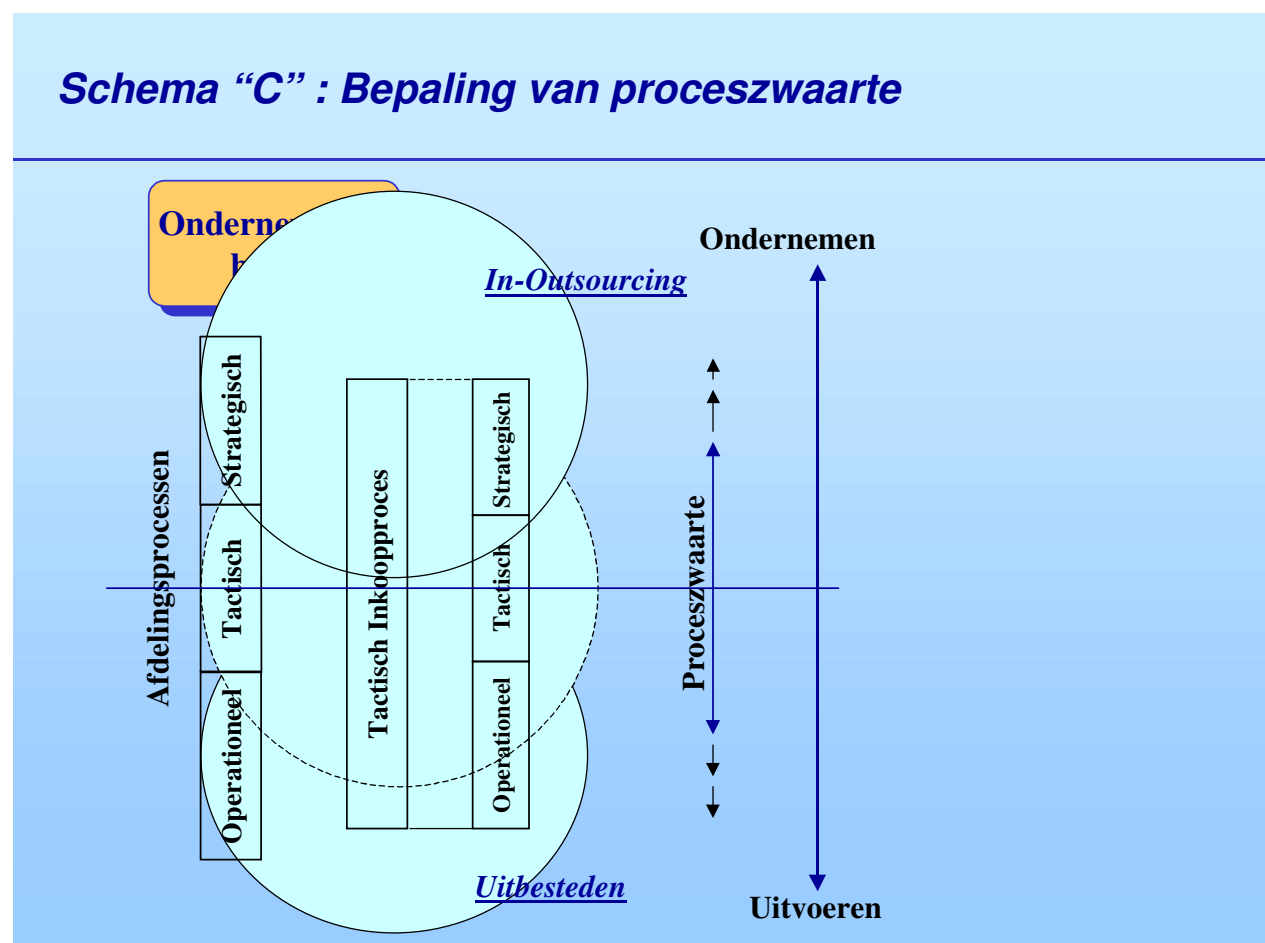 Schema “C” : Bepaling van proceszwaarte
Ondernemen
In-Outsourcing
Afdelingsprocessen
Strategisch
Tactisch
Operationeel
Tactisch Inkoopproces
Strategisch
Tactisch
Operationeel
Proceszwaarte
Uitbesteden
Uitvoeren